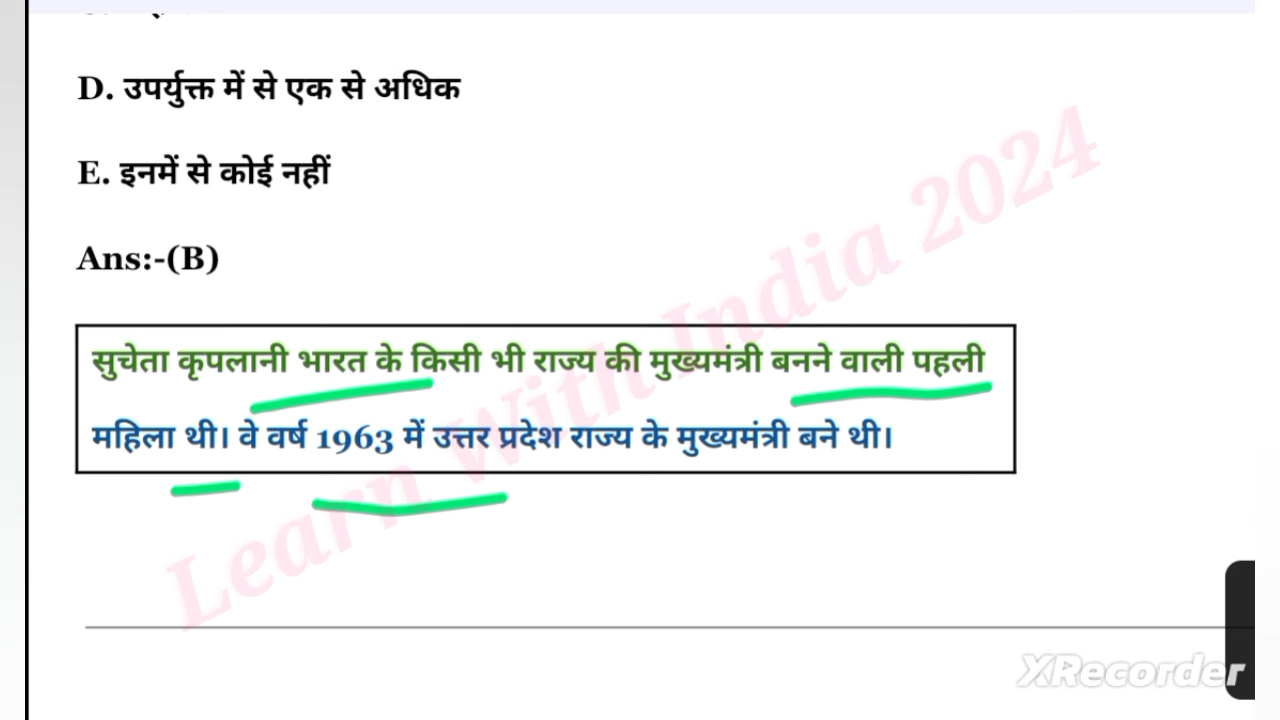 D. उपर्युक्त में से एक से अधिक
E. इनमें से कोई नहीं
Ans:-(B)
सुचेता कृपलानी भारत के किसी भी राज्य की मुख्यमंत्री बनने वाली पहली
महिला थी। वे वर्ष 1963 में उत्तर प्रदेश राज्य के मुख्यमंत्री बने थी।
Learn With India 2024
XRecorder